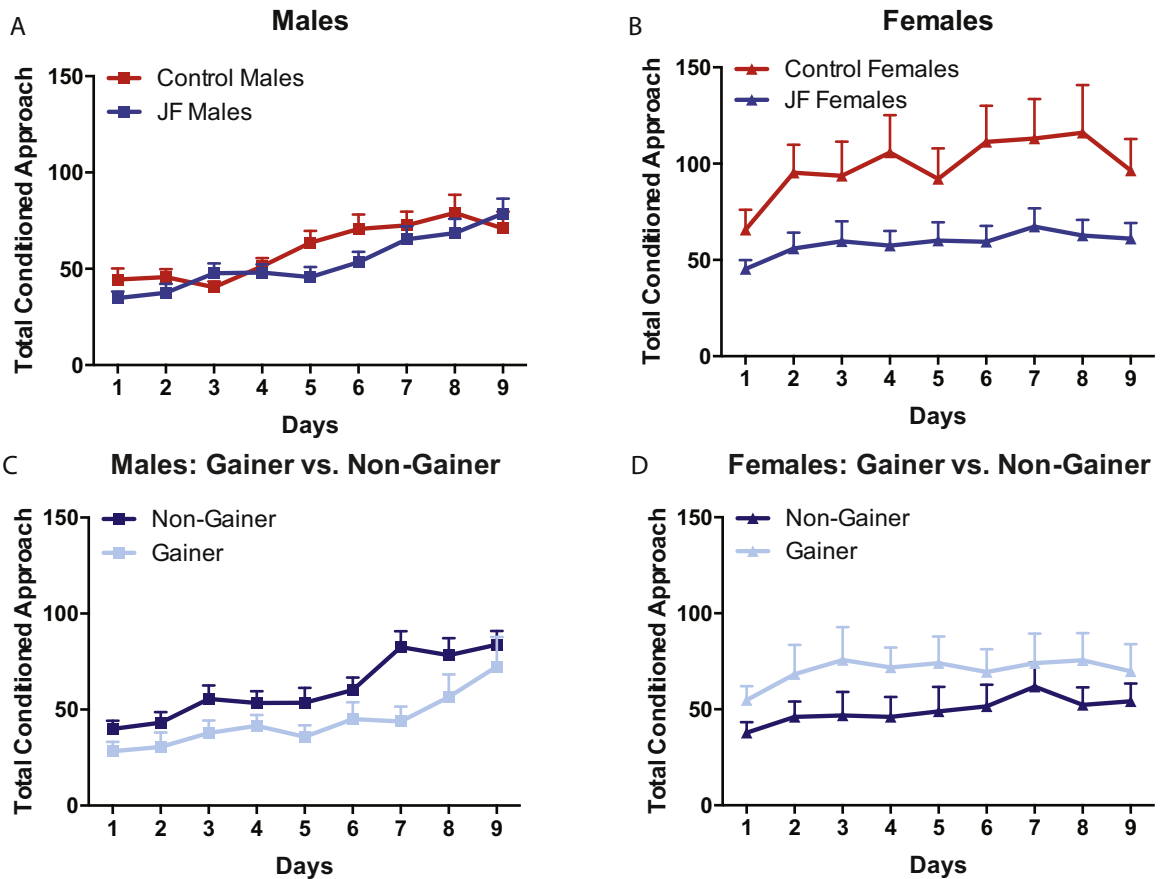 A
Males
Total Conditioned Approach
150
100
50
0
Control Males
JF Males
1 2 3 4 5 6 7 8 9
Days
B
Females
Total Conditioned Approach
150
100
50
0
Control Females
JF Females
1 2 3 4 5 6 7 8 9
Days
C
Males: Gainer vs. Non-Gainer
Total Conditioned Approach
150
100
50
0
Non-Gainer
Gainer
1 2 3 4 5 6 7 8 9
Days
D
Females: Gainer vs. Non-Gainer
Total Conditioned Approach
150
100
50
0
Non-Gainer
Gainer
1 2 3 4 5 6 7 8 9
Days